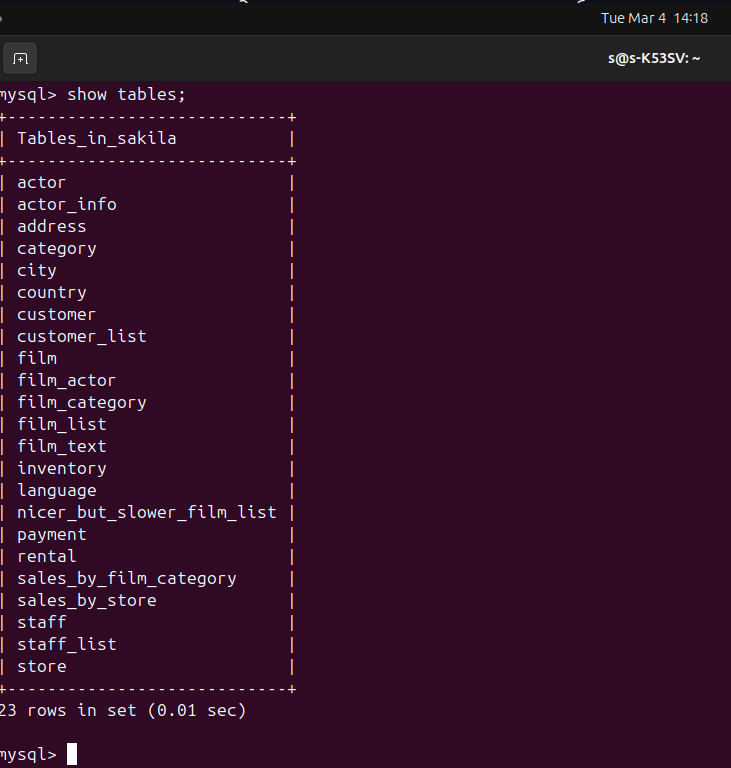 Tue Mar 4 14:18
s@s-K53SV: ~
mysql> show tables;
+---------------------------+
| Tables_in_sakila |
+---------------------------+
| actor |
| actor_info |
| address |
| category |
| city |
| country |
| customer |
| customer_list |
| film |
| film_actor |
| film_category |
| film_list |
| film_text |
| inventory |
| language |
| nicer_but_slower_film_list |
| payment |
| rental |
| sales_by_film_category |
| sales_by_store |
| staff |
| staff_list |
| store |
+---------------------------+
23 rows in set (0.01 sec)
mysql>